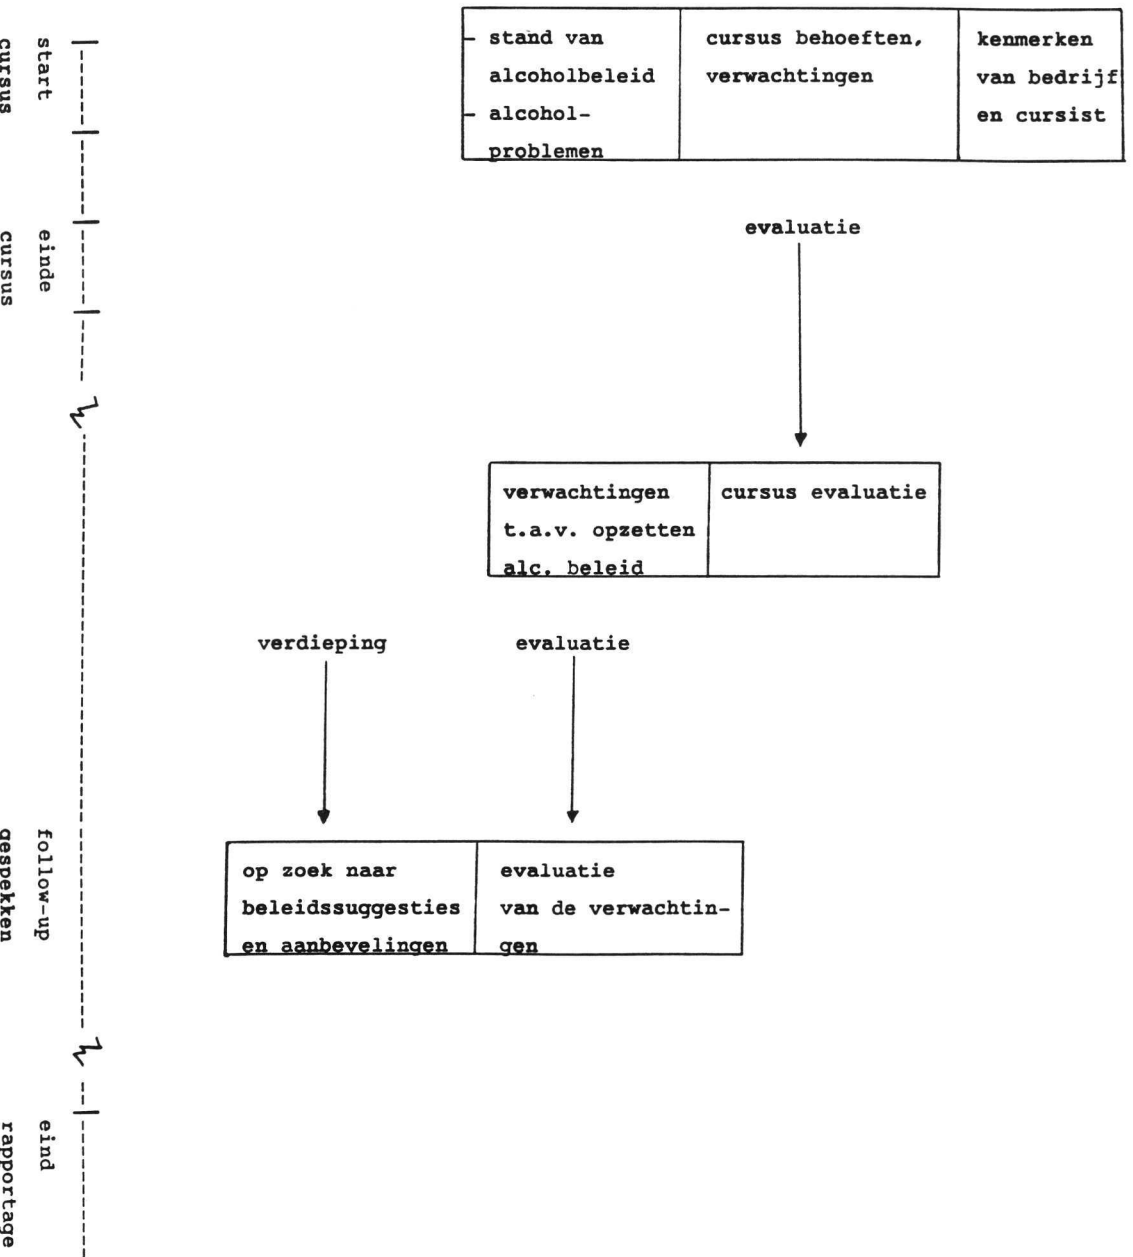 start
cursus
- stand van
alcoholbeleid
- alcohol-
problemen
cursus behoeften,
verwachtingen
kenmerken
van bedrijf
en cursist
einde
cursus
evaluatie
verwachtingen
t.a.v. opzetten
alc. beleid
cursus evaluatie
verdieping
evaluatie
follow-up
gespekken
op zoek naar
beleidssuggesties
en aanbevelingen
evaluatie
van de verwachtin-
gen
eind
rapportage